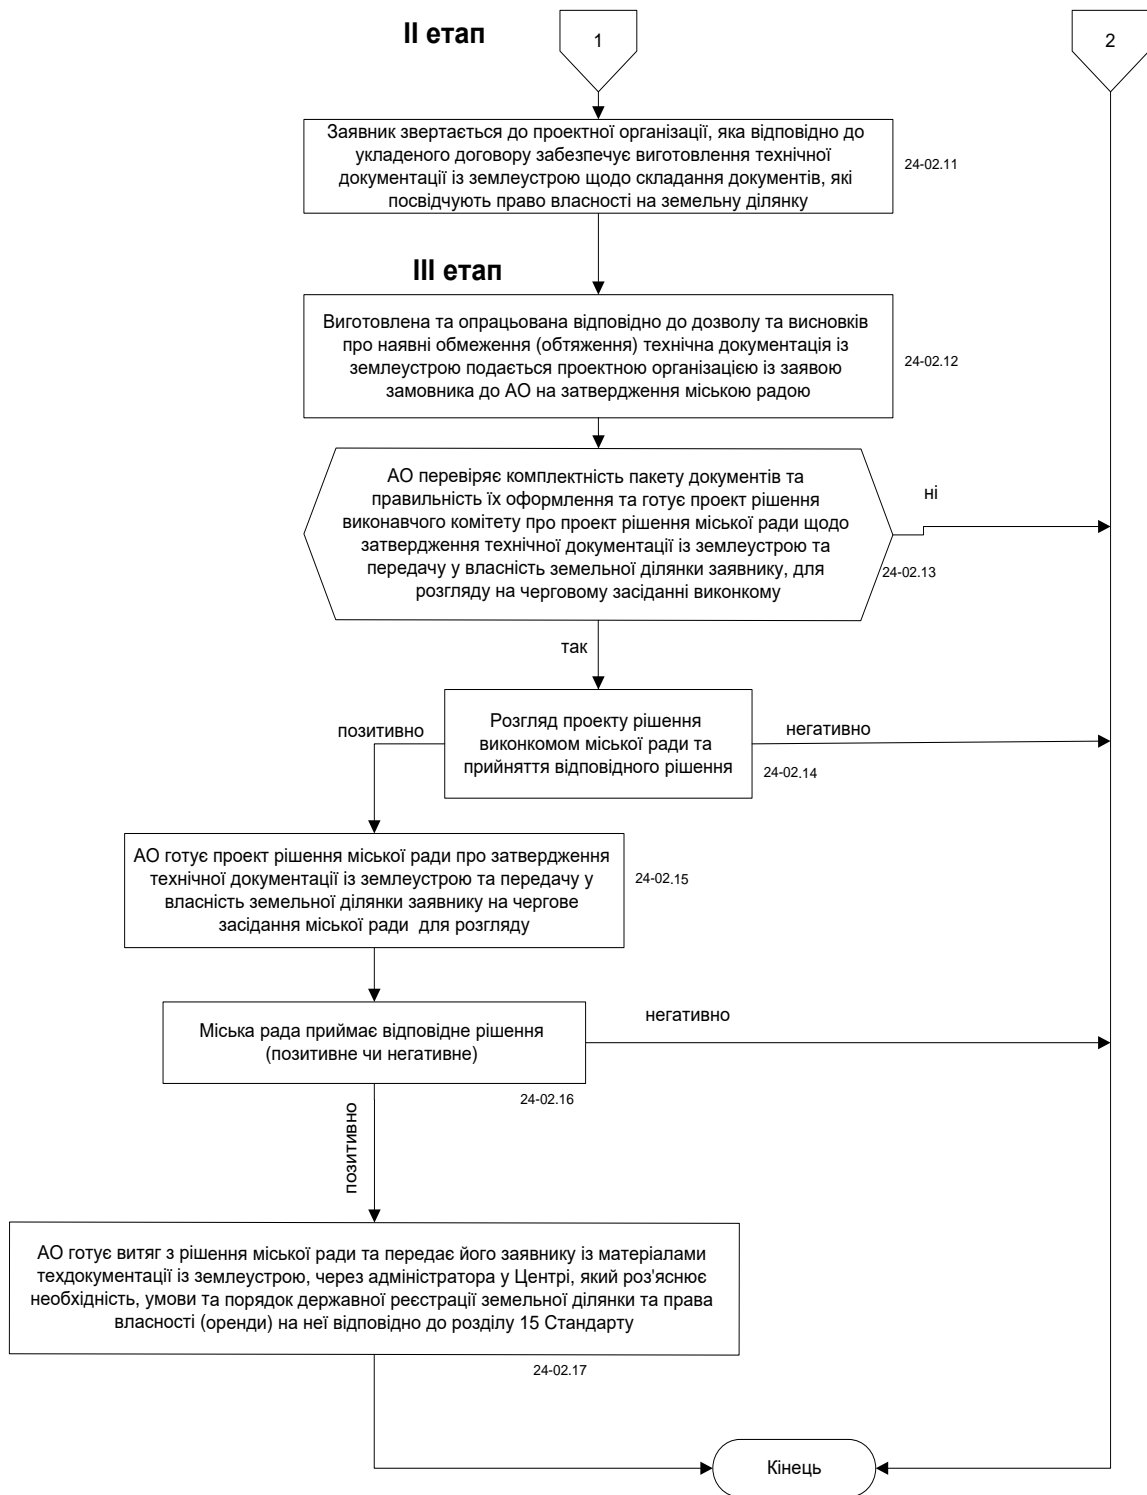 II етап
1
2
Заявник звертається до проектної організації, яка відповідно до
укладеного договору забезпечує виготовлення технічної
документації із землеустрою щодо складання документів, які
посвідчують право власності на земельну ділянку
24-02.11
III етап
Виготовлена та опрацьована відповідно до дозволу та висновків
про наявні обмеження (обтяження) технічна документація із
землеустрою подається проектною організацією із заявою
замовника до АО на затвердження міською радою
24-02.12
АО перевіряє комплектність пакету документів та
правильність їх оформлення та готує проект рішення
виконавчого комітету про проект рішення міської ради щодо
затвердження технічної документації із землеустрою та
передачу у власність земельної ділянки заявнику, для
розгляду на черговому засіданні виконкому
ні
24-02.13
так
Розгляд проекту рішення
виконкомом міської ради та
прийняття відповідного рішення
позитивно
негативно
24-02.14
АО готує проект рішення міської ради про затвердження
технічної документації із землеустрою та передачу у
власність земельної ділянки заявнику на чергове
засідання міської ради для розгляду
24-02.15
Міська рада приймає відповідне рішення
(позитивне чи негативне)
негативно
24-02.16
позитивно
АО готує витяг з рішення міської ради та передає його заявнику із матеріалами
техдокументації із землеустрою, через адміністратора у Центрі, який роз'яснює
необхідність, умови та порядок державної реєстрації земельної ділянки та права
власності (оренди) на неї відповідно до розділу 15 Стандарту
24-02.17
Кінець